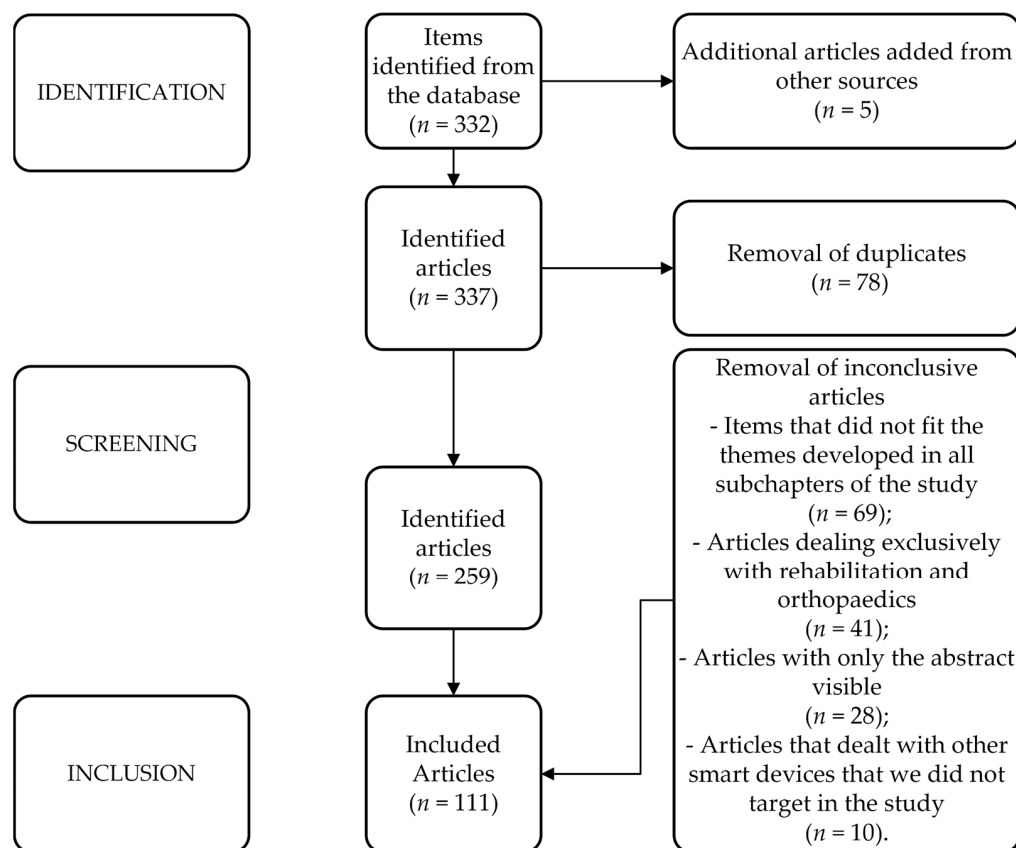 IDENTIFICATION
Items
identified from
the database
(n = 332)
Additional articles added from
other sources
(n = 5)
Identified
articles
(n = 337)
Removal of duplicates
(n = 78)
SCREENING
Identified
articles
(n = 259)
Removal of inconclusive
articles
- Items that did not fit the
themes developed in all
subchapters of the study
(n = 69);
- Articles dealing exclusively
with rehabilitation and
orthopaedics
(n = 41);
- Articles with only the abstract
visible
(n = 28);
- Articles that dealt with other
smart devices that we did not
target in the study
(n = 10).
INCLUSION
Included
Articles
(n = 111)